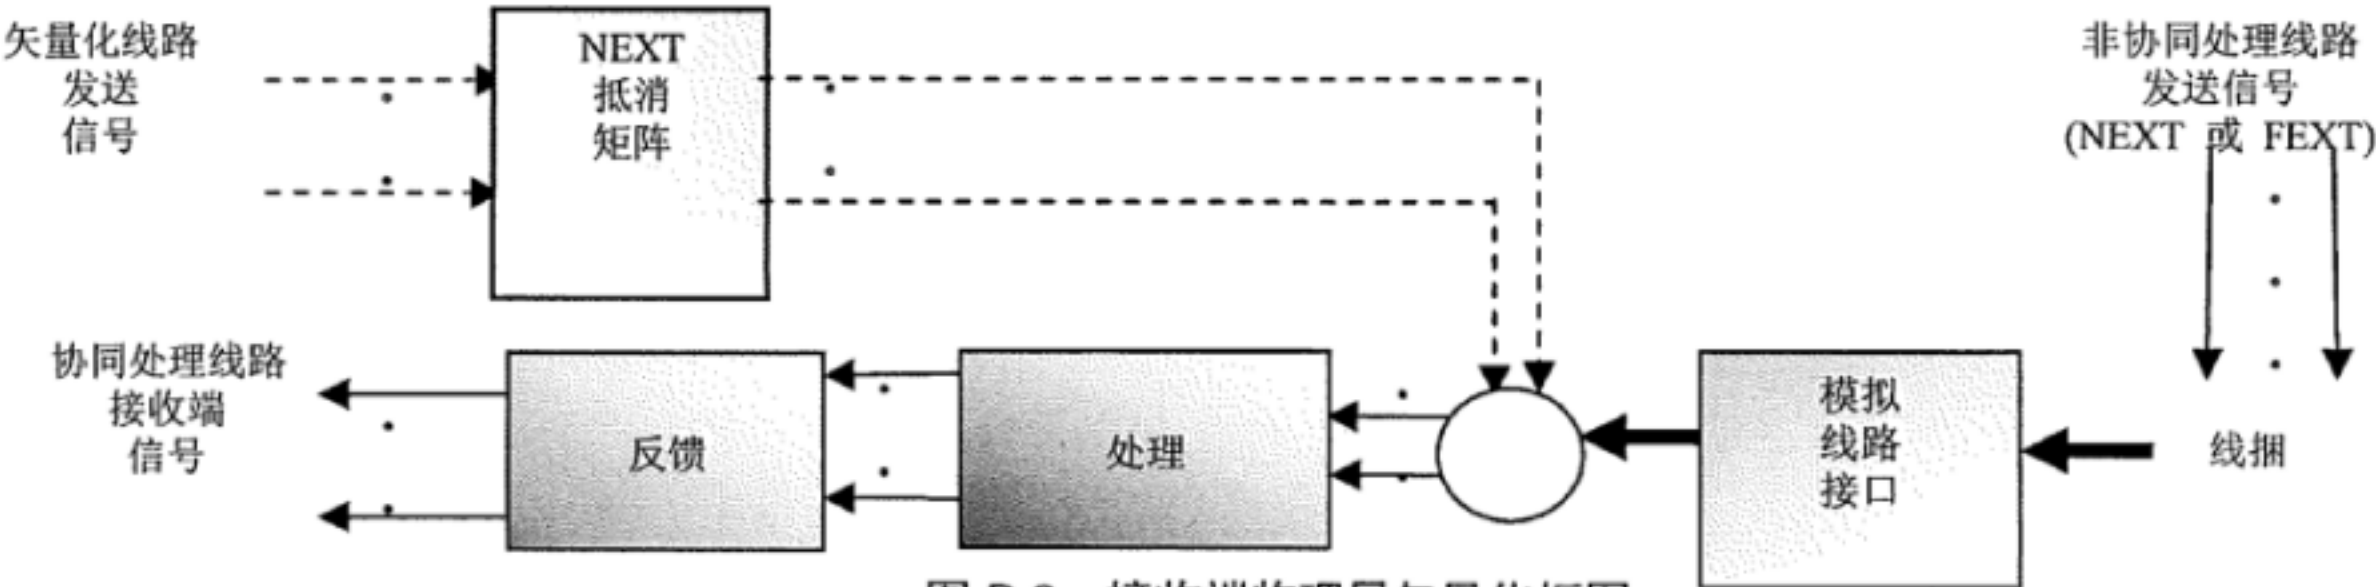 矢量化线路
发送
信号
NEXT
抵消
矩阵
非协同处理线路
发送信号
(NEXT 或 FEXT)
协同处理线路
接收端
信号
反馈
处理
模拟
线路
接口
线捆